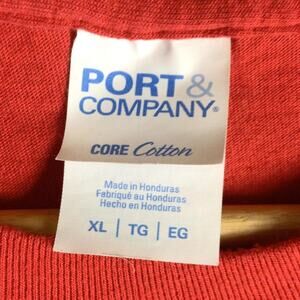 PORT &
COMPANY®
CORE Cotton
Made in Honduras
Fabriqué au Honduras
Hecho en Honduras
XL | TG | EG